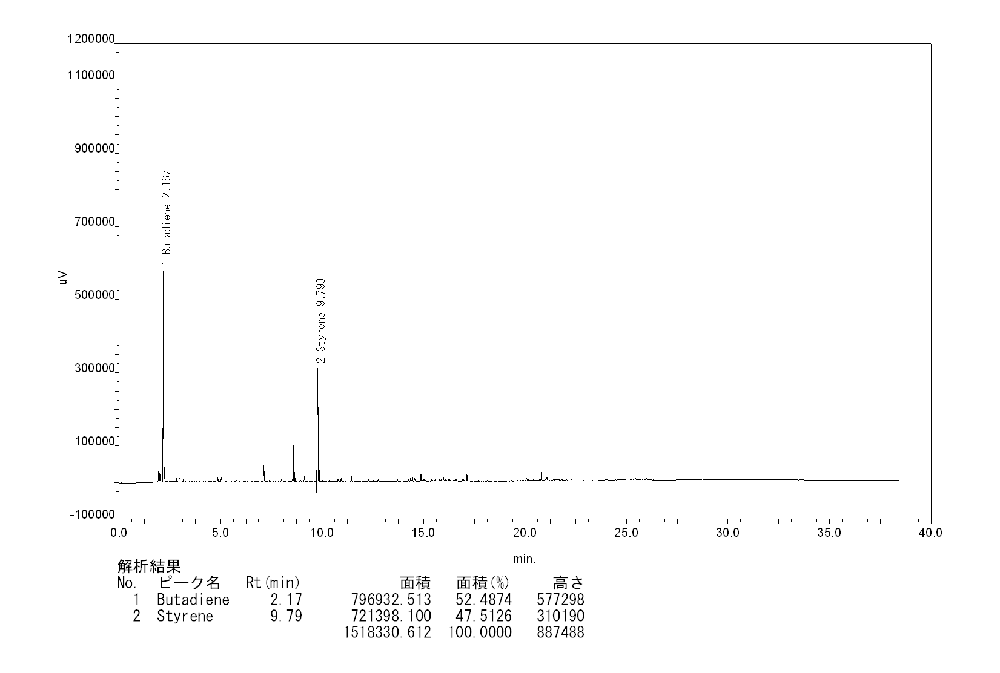 1200000
1100000
900000
700000
500000
300000
100000
-100000
uV
1 Butadiene 2.167
2 Styrene 9.790
0.0 5.0 10.0 15.0 20.0 25.0 30.0 35.0 40.0
min.
解析結果
No. ピーク名 Rt(min) 面積 面積(%) 高さ
1 Butadiene 2.17 796932.513 52.4874 577298
2 Styrene 9.79 721398.100 47.5126 310190
1518330.612 100.0000 887488